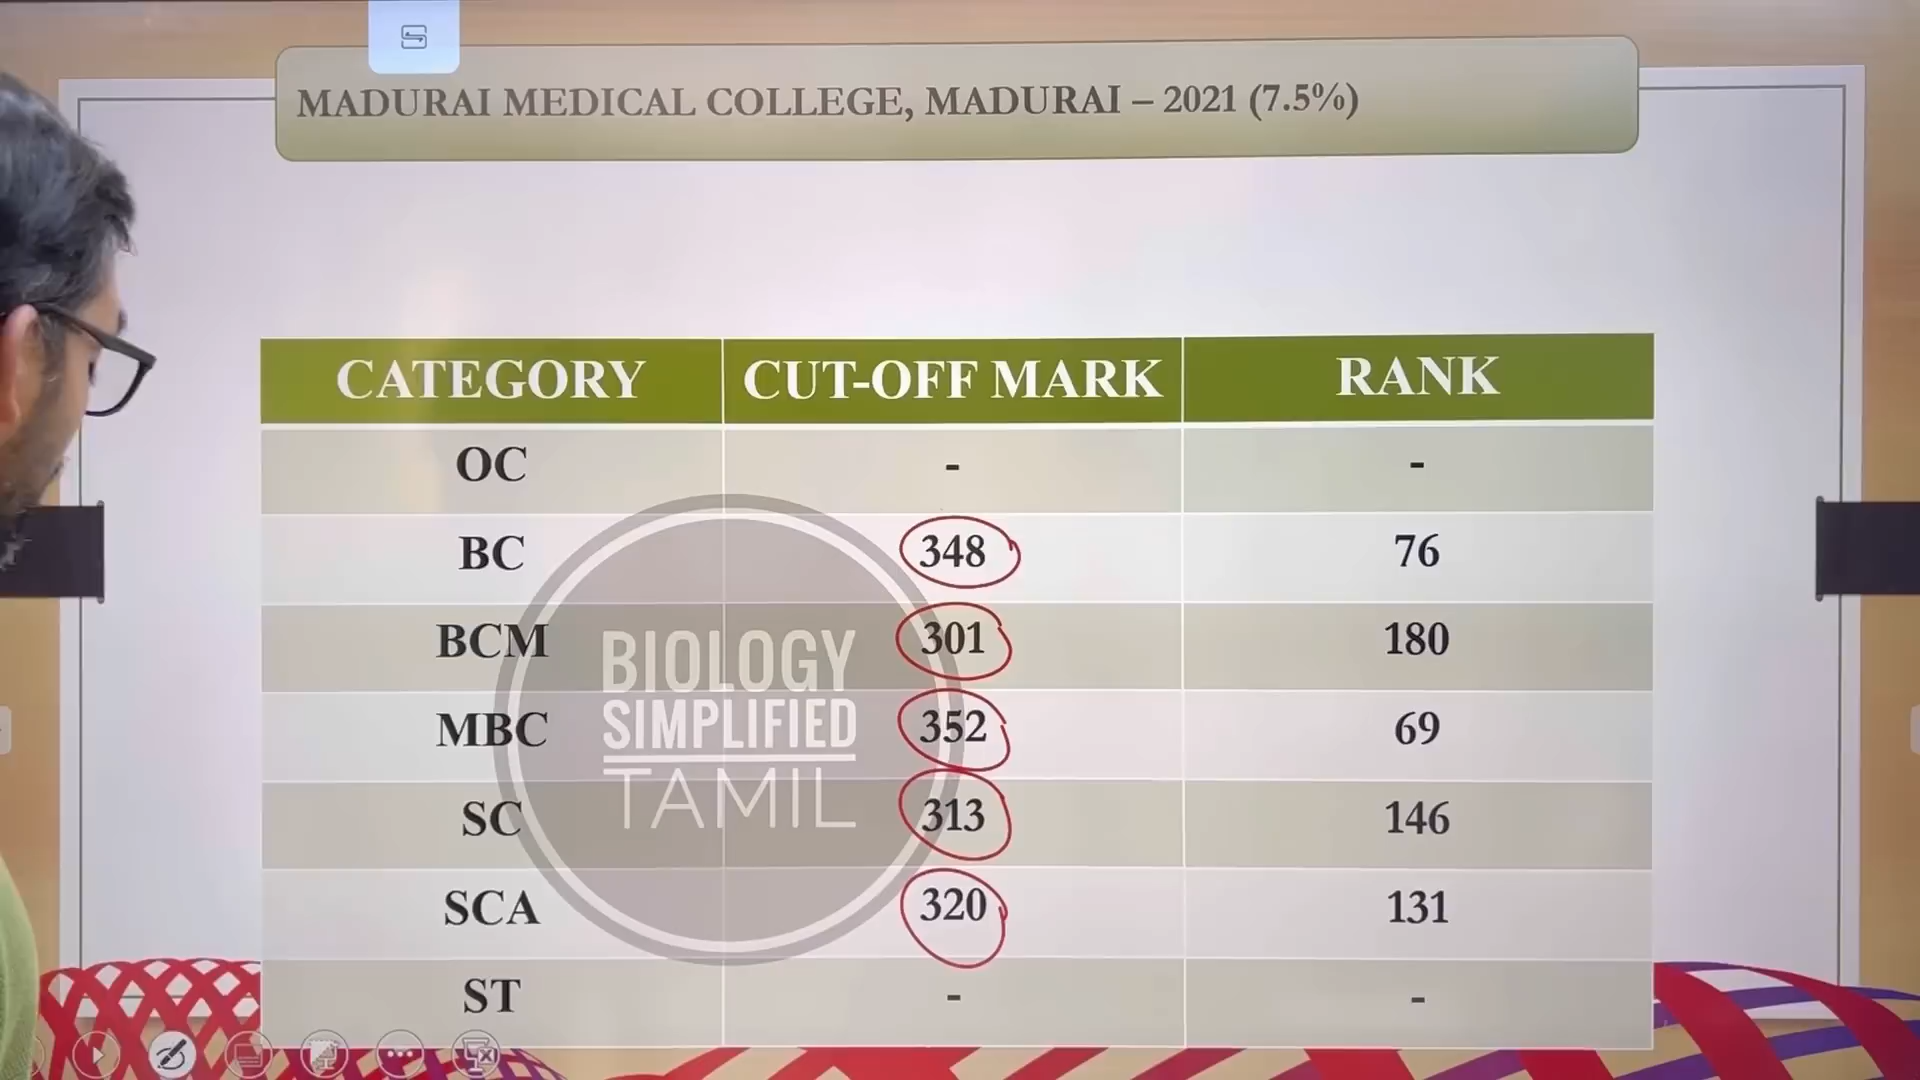 MADURAI MEDICAL COLLEGE, MADURAI – 2021 (7.5%)
CATEGORY CUT-OFF MARK RANK
OC - -
BC 348 76
BCM 301 180
MBC 352 69
SC 313 146
SCA 320 131
ST - -
BIOLOGY
SIMPLIFIED
TAMIL